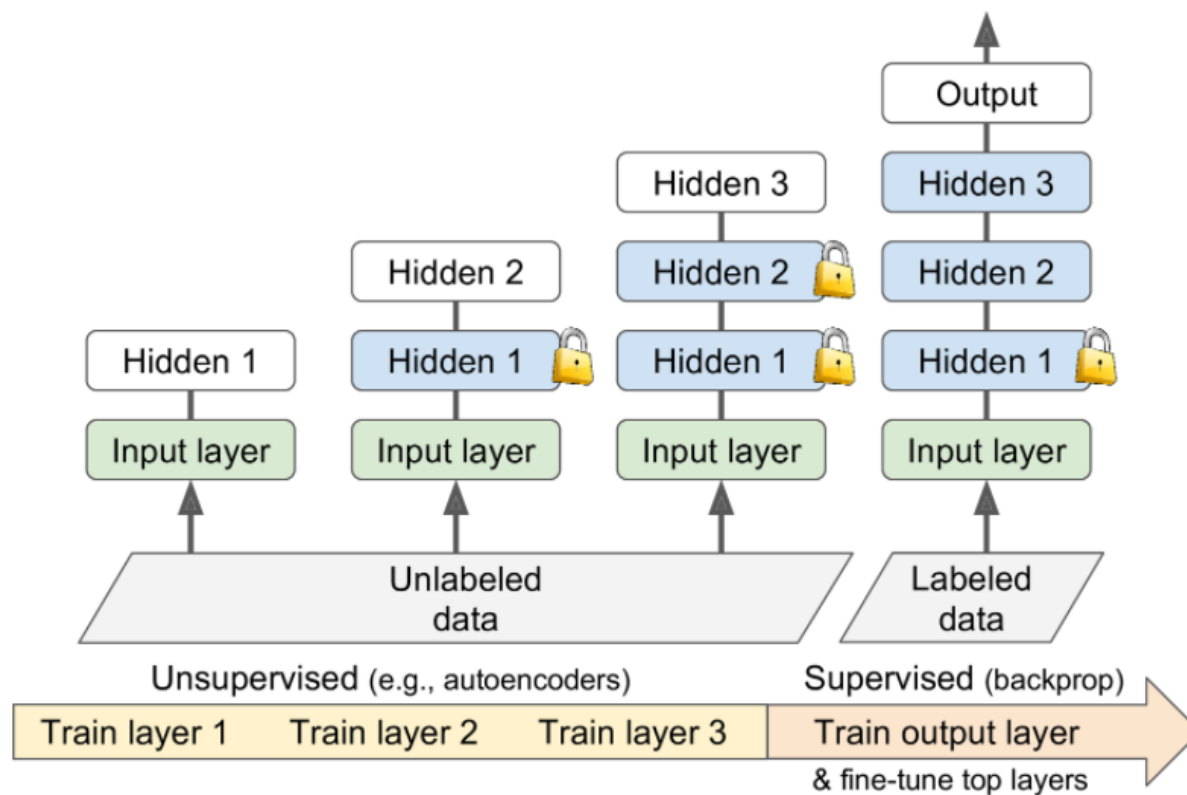 Output
Hidden 3
Hidden 3
Hidden 2
Hidden 2
Hidden 2
Hidden 1
Hidden 1
Hidden 1
Hidden 1
Input layer
Input layer
Input layer
Input layer
Unlabeled
data
Labeled
data
Unsupervised (e.g., autoencoders)
Supervised (backprop)
Train layer 1
Train layer 2
Train layer 3
Train output layer
& fine-tune top layers